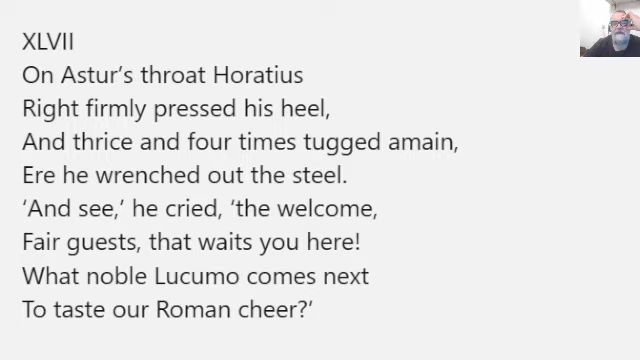 XLVII
On Astur’s throat Horatius
Right firmly pressed his heel,
And thrice and four times tugged amain,
Ere he wrenched out the steel.
‘And see,’ he cried, ‘the welcome,
Fair guests, that waits you here!
What noble Lucumo comes next
To taste our Roman cheer?’